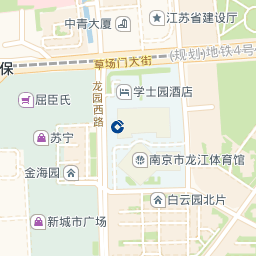 中青大厦
江苏省建设厅
草场门大街
(规划)地铁4号
保
龙园西路
学士园酒店
屈臣氏
苏宁
金海园
南京市龙江体育馆
白云园北片
新城市广场